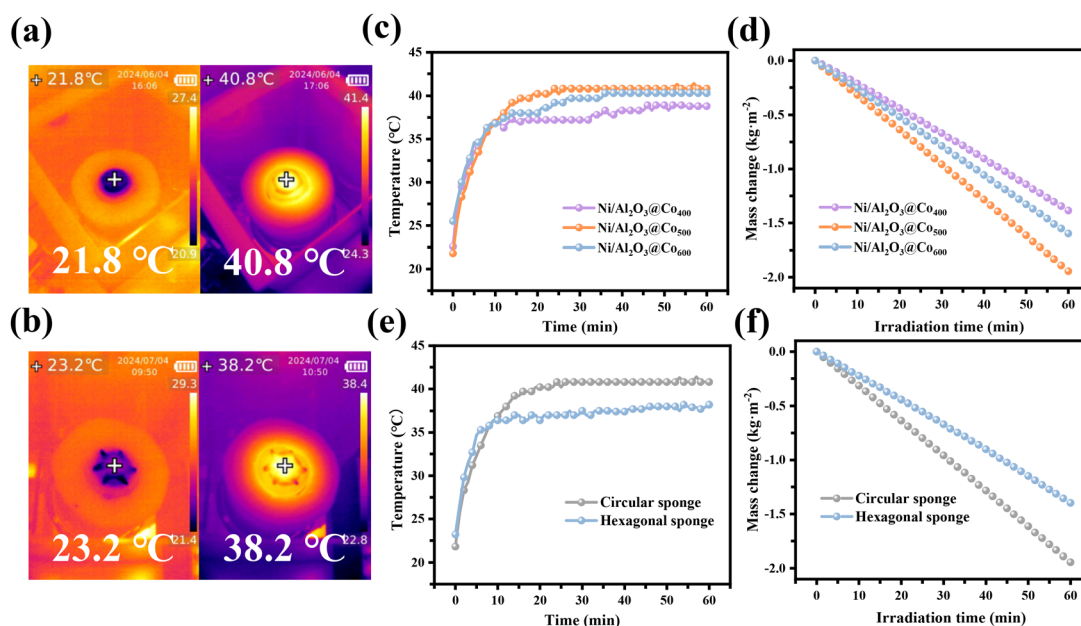 (a)
+ 21.8℃
2024/06/04
16:06
27.4
20.9
21.8 ℃
+ 40.8℃
2024/06/04
17:06
41.4
24.3
40.8 ℃
(c)
Temperature (℃)
45
40
35
30
25
20
Ni/Al₂O₃@Co₄₀₀
Ni/Al₂O₃@Co₅₀₀
Ni/Al₂O₃@Co₆₀₀
0 10 20 30 40 50 60
Time (min)
(d)
Mass change (kg·m⁻²)
0.0
-0.5
-1.0
-1.5
-2.0
Ni/Al₂O₃@Co₄₀₀
Ni/Al₂O₃@Co₅₀₀
Ni/Al₂O₃@Co₆₀₀
0 10 20 30 40 50 60
Irradiation time (min)
(b)
+ 23.2℃
2024/07/04
09:50
29.3
21.4
23.2 ℃
+ 38.2℃
2024/07/04
10:50
38.4
22.8
38.2 ℃
(e)
Temperature (℃)
45
40
35
30
25
20
Circular sponge
Hexagonal sponge
0 10 20 30 40 50 60
Time (min)
(f)
Mass change (kg·m⁻²)
0.0
-0.5
-1.0
-1.5
-2.0
Circular sponge
Hexagonal sponge
0 10 20 30 40 50 60
Irradiation time (min)